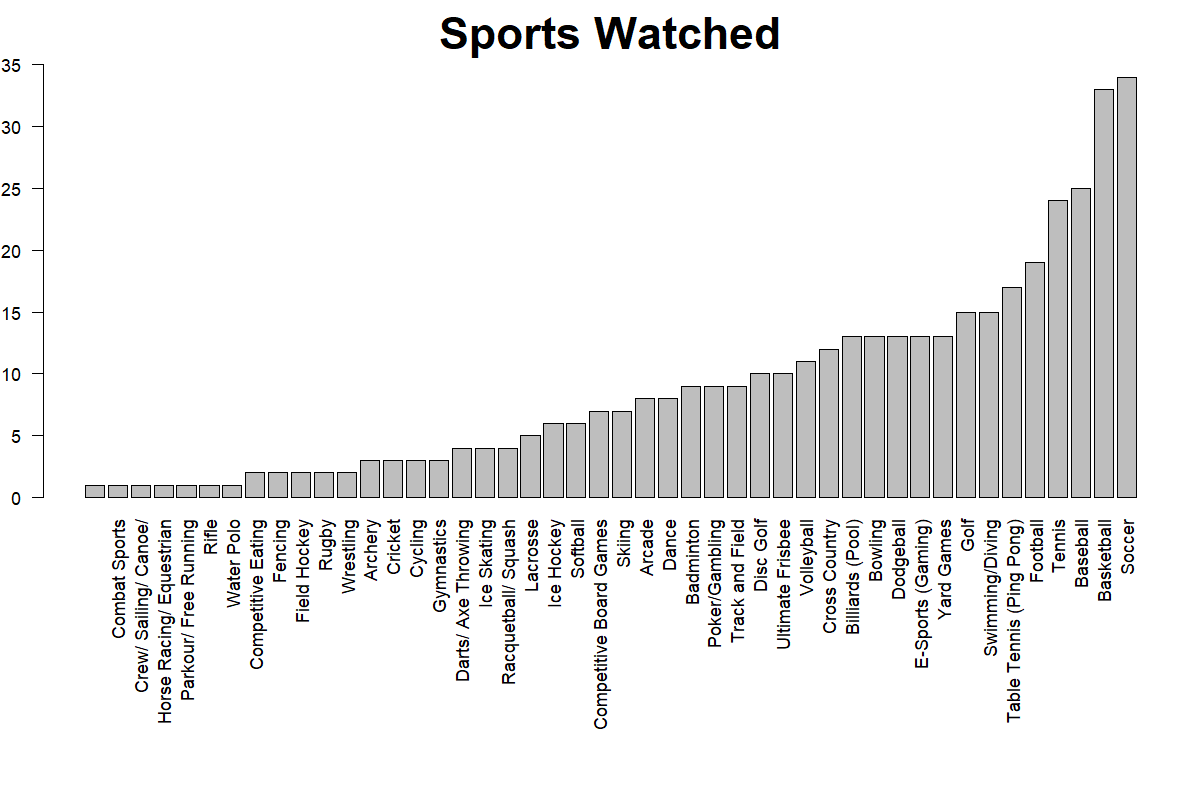 Sports Watched
35
30
25
20
15
10
5
0
Combat Sports
Crew/ Sailing/ Canoe/
Horse Racing/ Equestrian
Parkour/ Free Running
Rifle
Water Polo
Competitive Eating
Fencing
Field Hockey
Rugby
Wrestling
Archery
Cricket
Cycling
Gymnastics
Darts/ Axe Throwing
Ice Skating
Racquetball/ Squash
Lacrosse
Ice Hockey
Softball
Competitive Board Games
Skiing
Arcade
Dance
Badminton
Poker/Gambling
Track and Field
Disc Golf
Ultimate Frisbee
Volleyball
Cross Country
Billiards (Pool)
Bowling
Dodgeball
E-Sports (Gaming)
Yard Games
Golf
Swimming/Diving
Table Tennis (Ping Pong)
Football
Tennis
Baseball
Basketball
Soccer